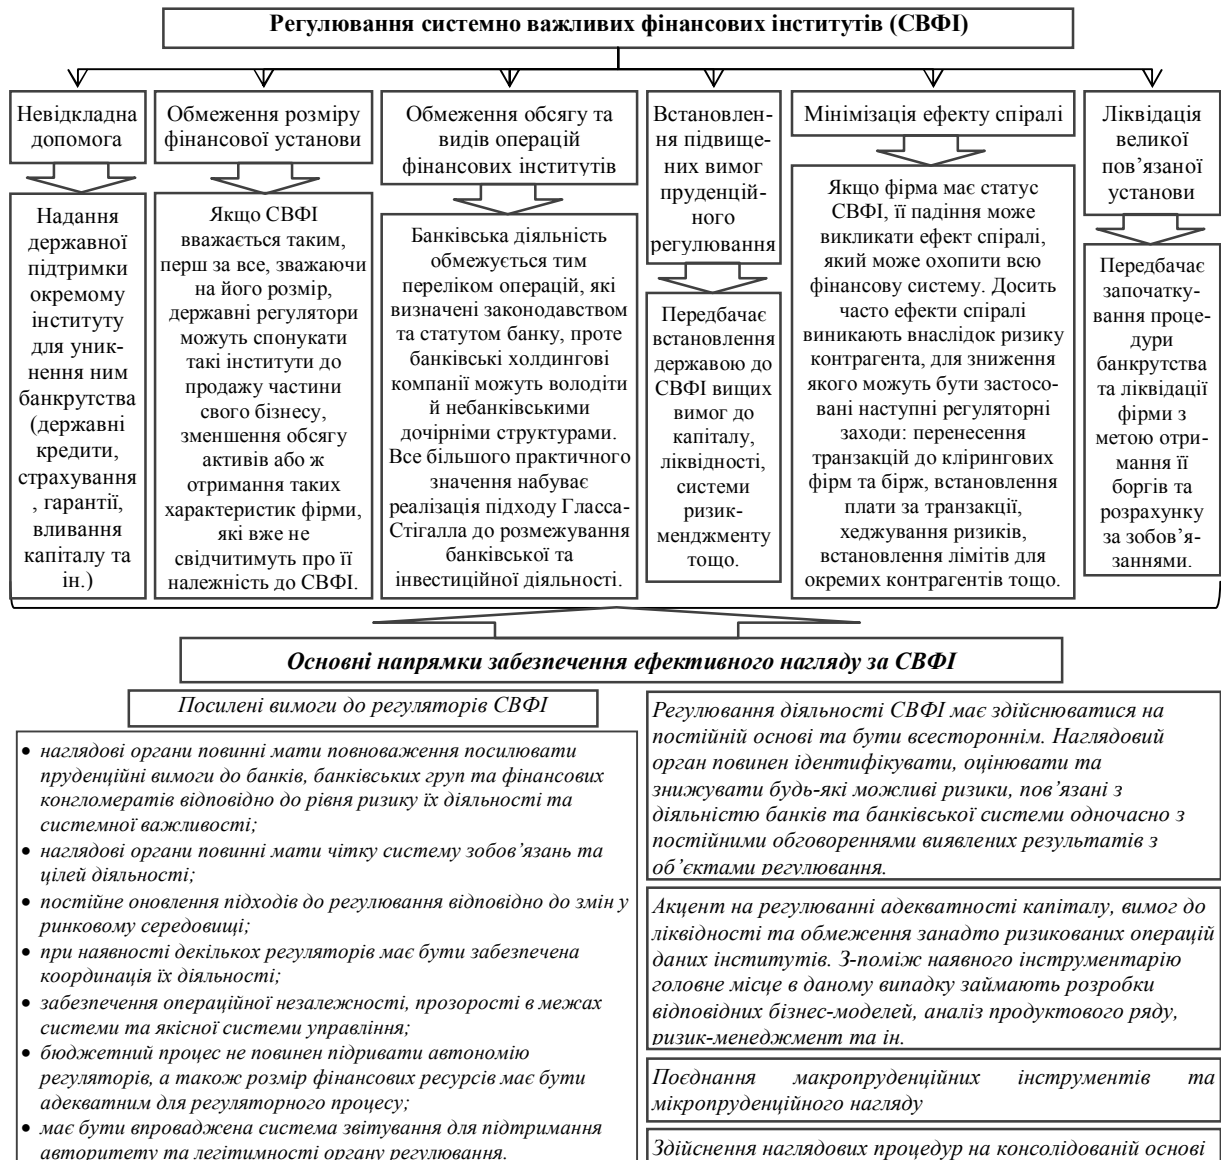 Регулювання системно важливих фінансових інститутів (СВФІ)
Невідкладна
допомога
Обмеження розміру
фінансової установи
Обмеження обсягу та
видів операцій
фінансових інститутів
Встановлен-
ня підвище-
них вимог
пруденцій-
ного
регулювання
Мінімізація ефекту спіралі
Ліквідація
великої
пов’язаної
установи
Надання
державної
підтримки
окремому
інституту
для уник-
нення ним
банкрутства
(державні
кредити,
страхування
, гарантії,
вливання
капіталу та
ін.)
Якщо СВФІ
вважається таким,
перш за все, зважаючи
на його розмір,
державні регулятори
можуть спонукати
такі інститути до
продажу частини
свого бізнесу,
зменшення обсягу
активів або ж
отримання таких
характеристик фірми,
які вже не
свідчитимуть про її
належність до СВФІ.
Банківська діяльність
обмежується тим
переліком операцій, які
визначені законодавством
та статутом банку, проте
банківські холдингові
компанії можуть володіти
й небанківськими
дочірніми структурами.
Все більшого практичного
значення набуває
реалізація підходу Гласса-
Стігалла до розмежування
банківської та
інвестиційної діяльності.
Передбачає
встановлення
державою до
СВФІ вищих
вимог до
капіталу,
ліквідності,
системи
ризик-
менджменту
тощо.
Якщо фірма має статус
СВФІ, її падіння може
викликати ефект спіралі,
який може охопити всю
фінансову систему. Досить
часто ефекти спіралі
виникають внаслідок ризику
контрагента, для зниження
якого можуть бути застосо-
вані наступні регуляторні
заходи: перенесення
транзакцій до клірингових
фірм та бірж, встановлення
плати за транзакції,
хеджування ризиків,
встановлення лімітів для
окремих контрагентів тощо.
Передбачає
започатку-
вання проце-
дури
банкрутства
та ліквідації
фірми з
метою отри-
мання її
боргів та
розрахунку
за зобов’я-
заннями.
Основні напрямки забезпечення ефективного нагляду за СВФІ
Посилені вимоги до регуляторів СВФІ
• наглядові органи повинні мати повноваження посилювати
пруденційні вимоги до банків, банківських груп та фінансових
конгломератів відповідно до рівня ризику їх діяльності та
системної важливості;
• наглядові органи повинні мати чітку систему зобов’язань та
цілей діяльності;
• постійне оновлення підходів до регулювання відповідно до змін у
ринковому середовищі;
• при наявності декількох регуляторів має бути забезпечена
координація їх діяльності;
• забезпечення операційної незалежності, прозорості в межах
системи та якісної системи управління;
• бюджетний процес не повинен підривати автономію
регуляторів, а також розмір фінансових ресурсів має бути
адекватним для регуляторного процесу;
• має бути впроваджена система звітування для підтримання
авторитету та легітимності органу регулювання.
Регулювання діяльності СВФІ має здійснюватися на
постійній основі та бути всестороннім. Наглядовий
орган повинен ідентифікувати, оцінювати та
знижувати будь-які можливі ризики, пов’язані з
діяльністю банків та банківської системи одночасно з
постійними обговореннями виявлених результатів з
об’єктами регулювання.
Акцент на регулюванні адекватності капіталу, вимог до
ліквідності та обмеження занадто ризикованих операцій
даних інститутів. З-поміж наявного інструментарію
головне місце в даному випадку займають розробки
відповідних бізнес-моделей, аналіз продуктового ряду,
ризик-менеджмент та ін.
Поєднання макропруденційних інструментів та
мікропруденційного нагляду
Здійснення наглядових процедур на консолідованій основі